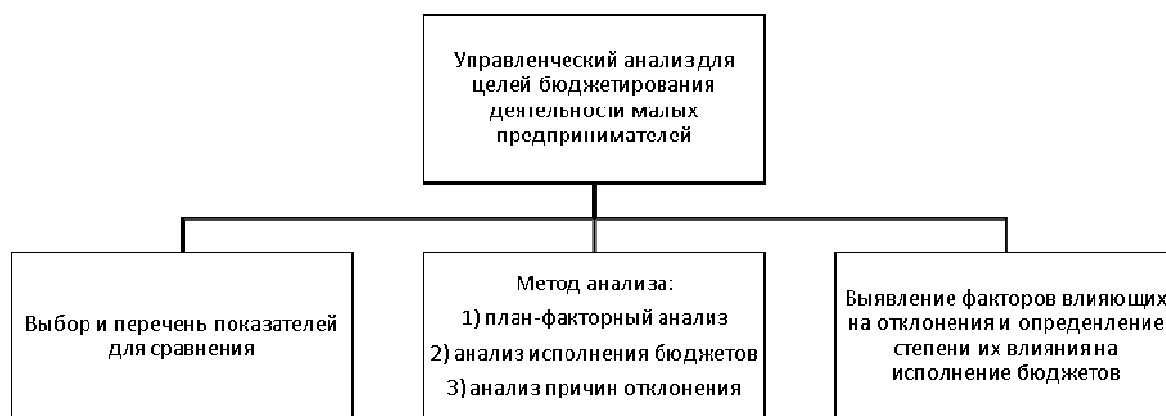 Управленческий анализ для
целей бюджетирования
деятельности малых
предпринимателей
Выбор и перечень показателей
для сравнения
Метод анализа:
1) план-факторный анализ
2) анализ исполнения бюджетов
3) анализ причин отклонения
Выявление факторов влияющих
на отклонения и опреденление
степени их влияния на
исполнение бюджетов